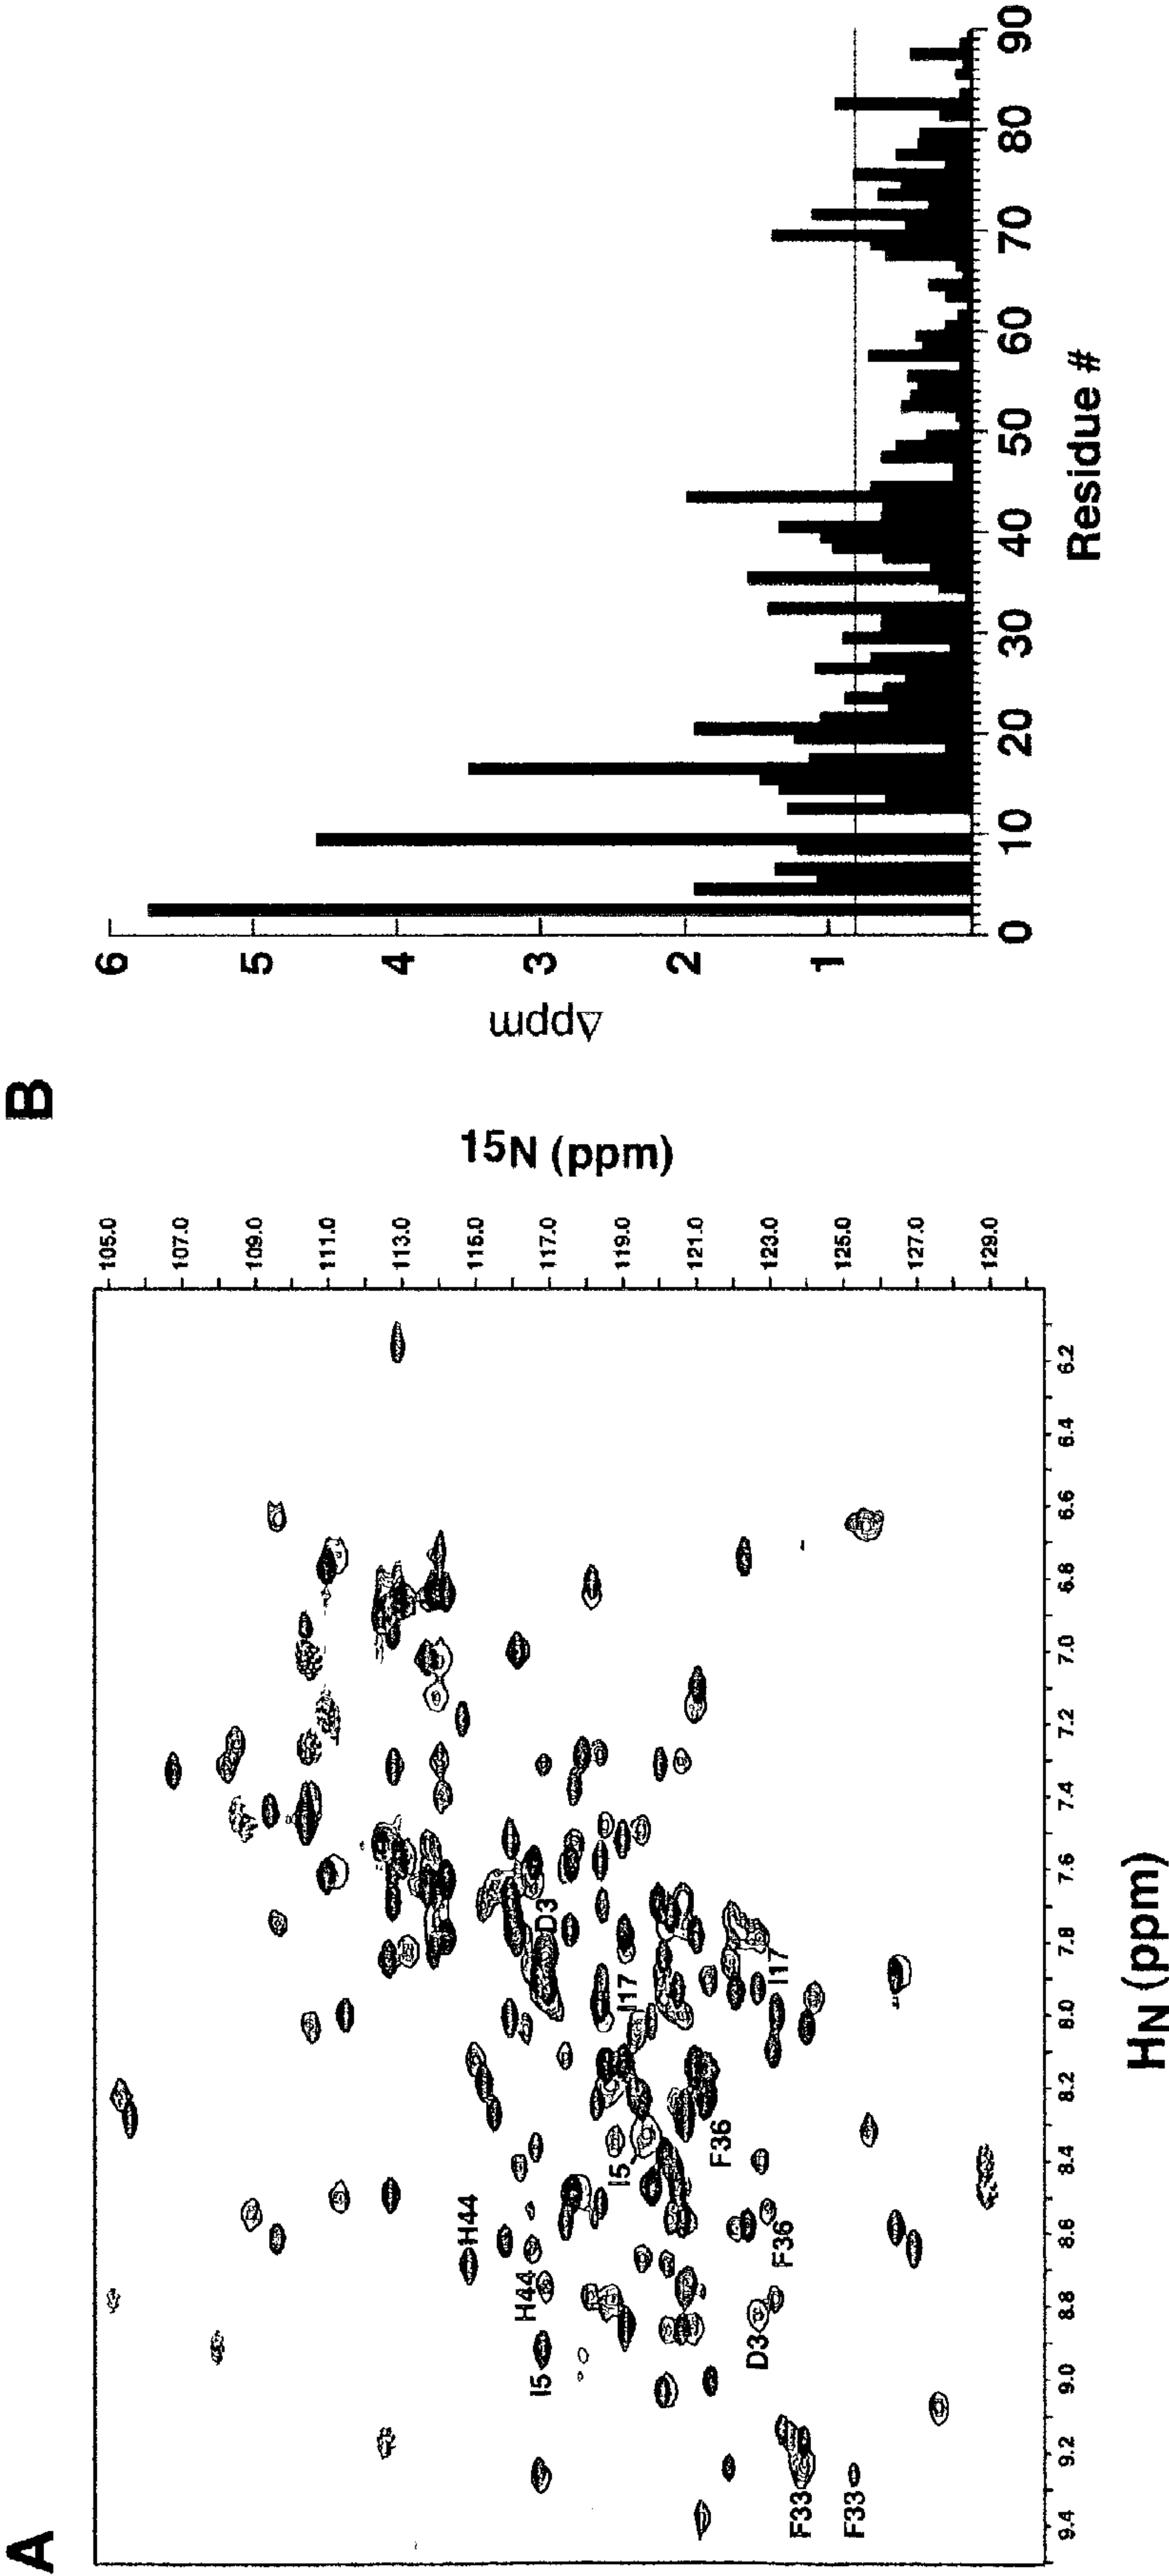 A
105.0
107.0
109.0
111.0
113.0
115.0
117.0
119.0
121.0
123.0
125.0
127.0
129.0
15N (ppm)
H44
H44
I5
D3
I17
I5
F36
D3
F36
I17
F33
F33
9.4 9.2 9.0 8.8 8.6 8.4 8.2 8.0 7.8 7.6 7.4 7.2 7.0 6.8 6.6 6.4 6.2
HN (ppm)
B
6
5
4
3
2
1
Δppm
0 10 20 30 40 50 60 70 80 90
Residue #